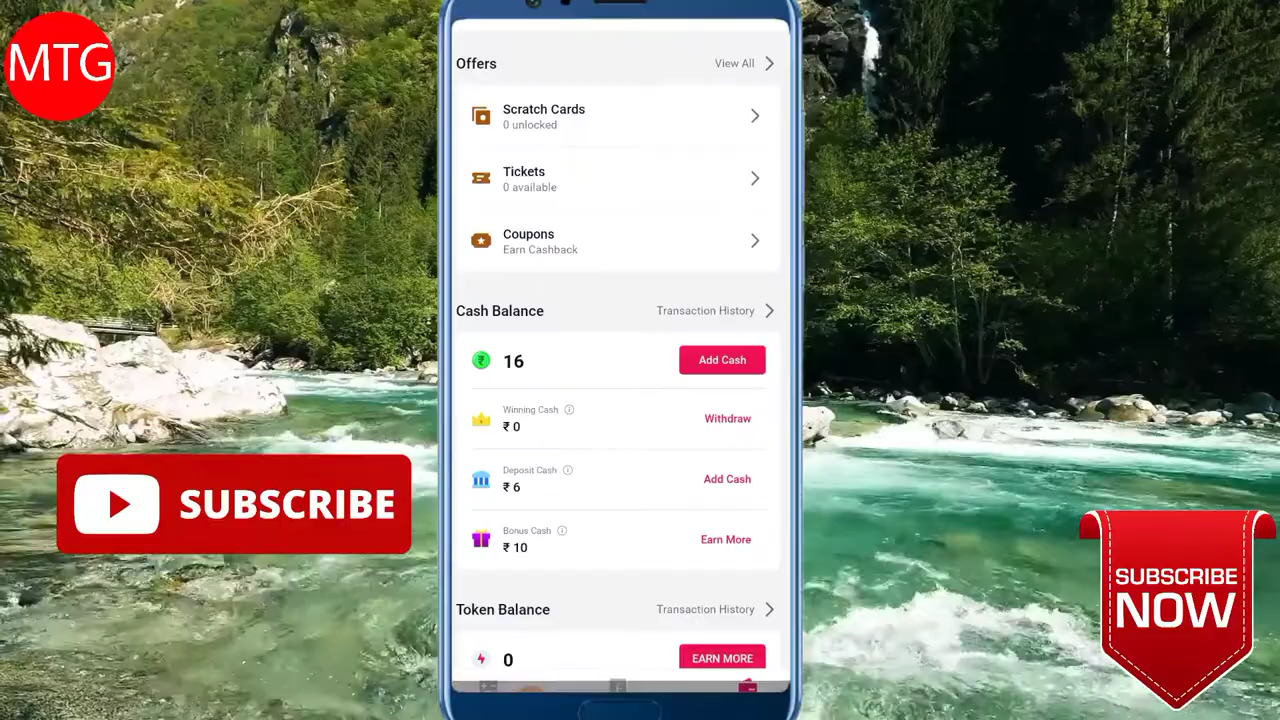 MTG
Offers
View All
Scratch Cards
0 unlocked
Tickets
0 available
Coupons
Earn Cashback
Cash Balance
Transaction History
₹
16
Add Cash
Winning Cash
₹ 0
Withdraw
Deposit Cash
₹ 6
Add Cash
Bonus Cash
₹ 10
Earn More
Token Balance
Transaction History
0
EARN MORE
SUBSCRIBE
SUBSCRIBE
NOW